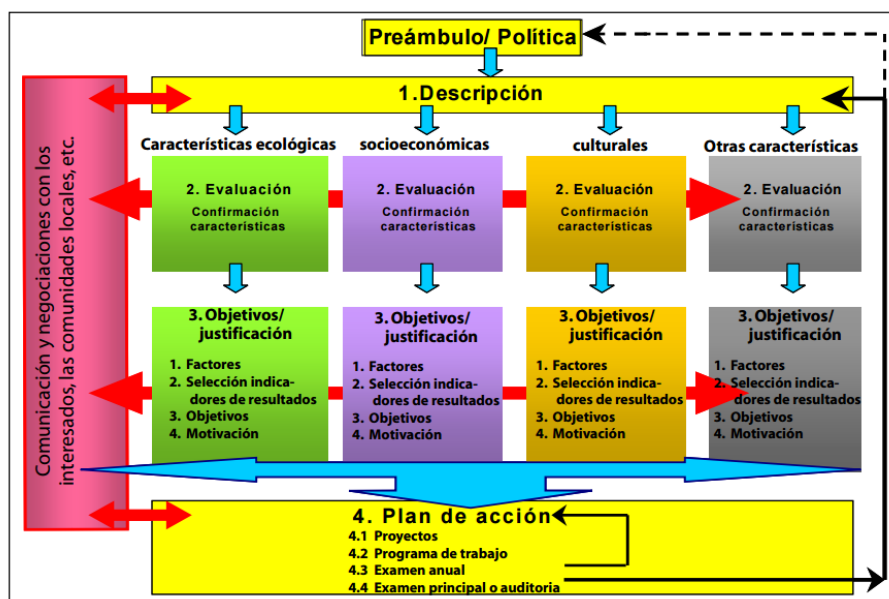 Preámbulo/ Política
1.Descripción
Comunicación y negociaciones con los
interesados, las comunidades locales, etc.
Características ecológicas
socioeconómicas
culturales
Otras características
2. Evaluación
Confirmación
características
2. Evaluación
Confirmación
características
2. Evaluación
Confirmación
características
2. Evaluación
Confirmación
características
3.Objetivos/
justificación
1. Factores
2. Selección indica-
dores de resultados
3. Objetivos
4. Motivación
3.Objetivos/
justificación
1. Factores
2. Selección indica-
dores de resultados
3. Objetivos
4. Motivación
3.Objetivos/
justificación
1. Factores
2. Selección indica-
dores de resultados
3. Objetivos
4. Motivación
3.Objetivos/
justificación
1. Factores
2. Selección indica-
dores de resultados
3. Objetivos
4. Motivación
4. Plan de acción
4.1 Proyectos
4.2 Programa de trabajo
4.3 Examen anual
4.4 Examen principal o auditoria